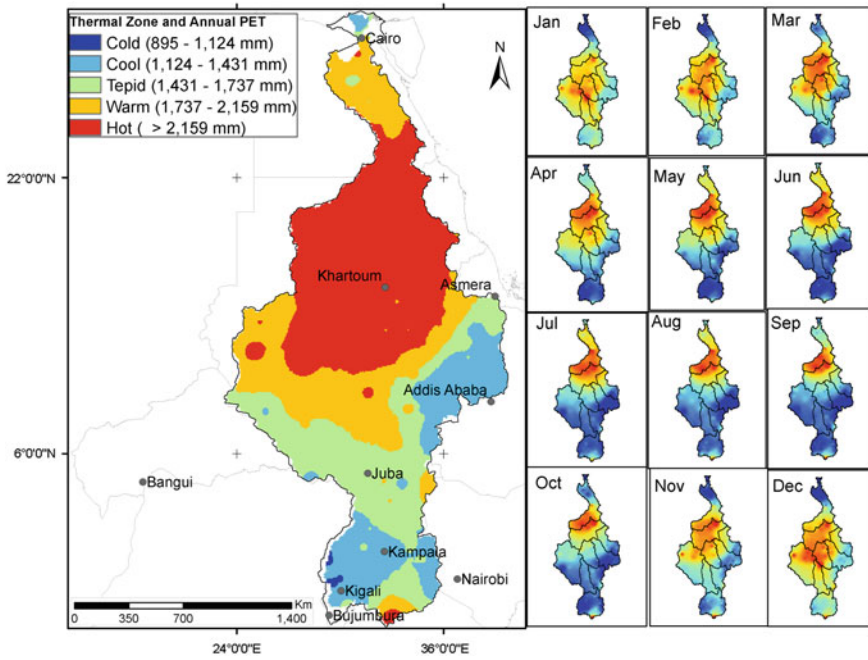 Thermal Zone and Annual PET
Cold (895 - 1,124 mm)
Cool (1,124 - 1,431 mm)
Tepid (1,431 - 1,737 mm)
Warm (1,737 - 2,159 mm)
Hot ( > 2,159 mm)
Cairo
N
22°0'0"N
Khartoum
Asmera
Addis Ababa
6°0'0"N
Juba
Bangui
Kampala
Nairobi
Kigali
Bujumbura
0 350 700 1,400 Km
24°0'0"E 36°0'0"E
Jan Feb Mar
Apr May Jun
Jul Aug Sep
Oct Nov Dec